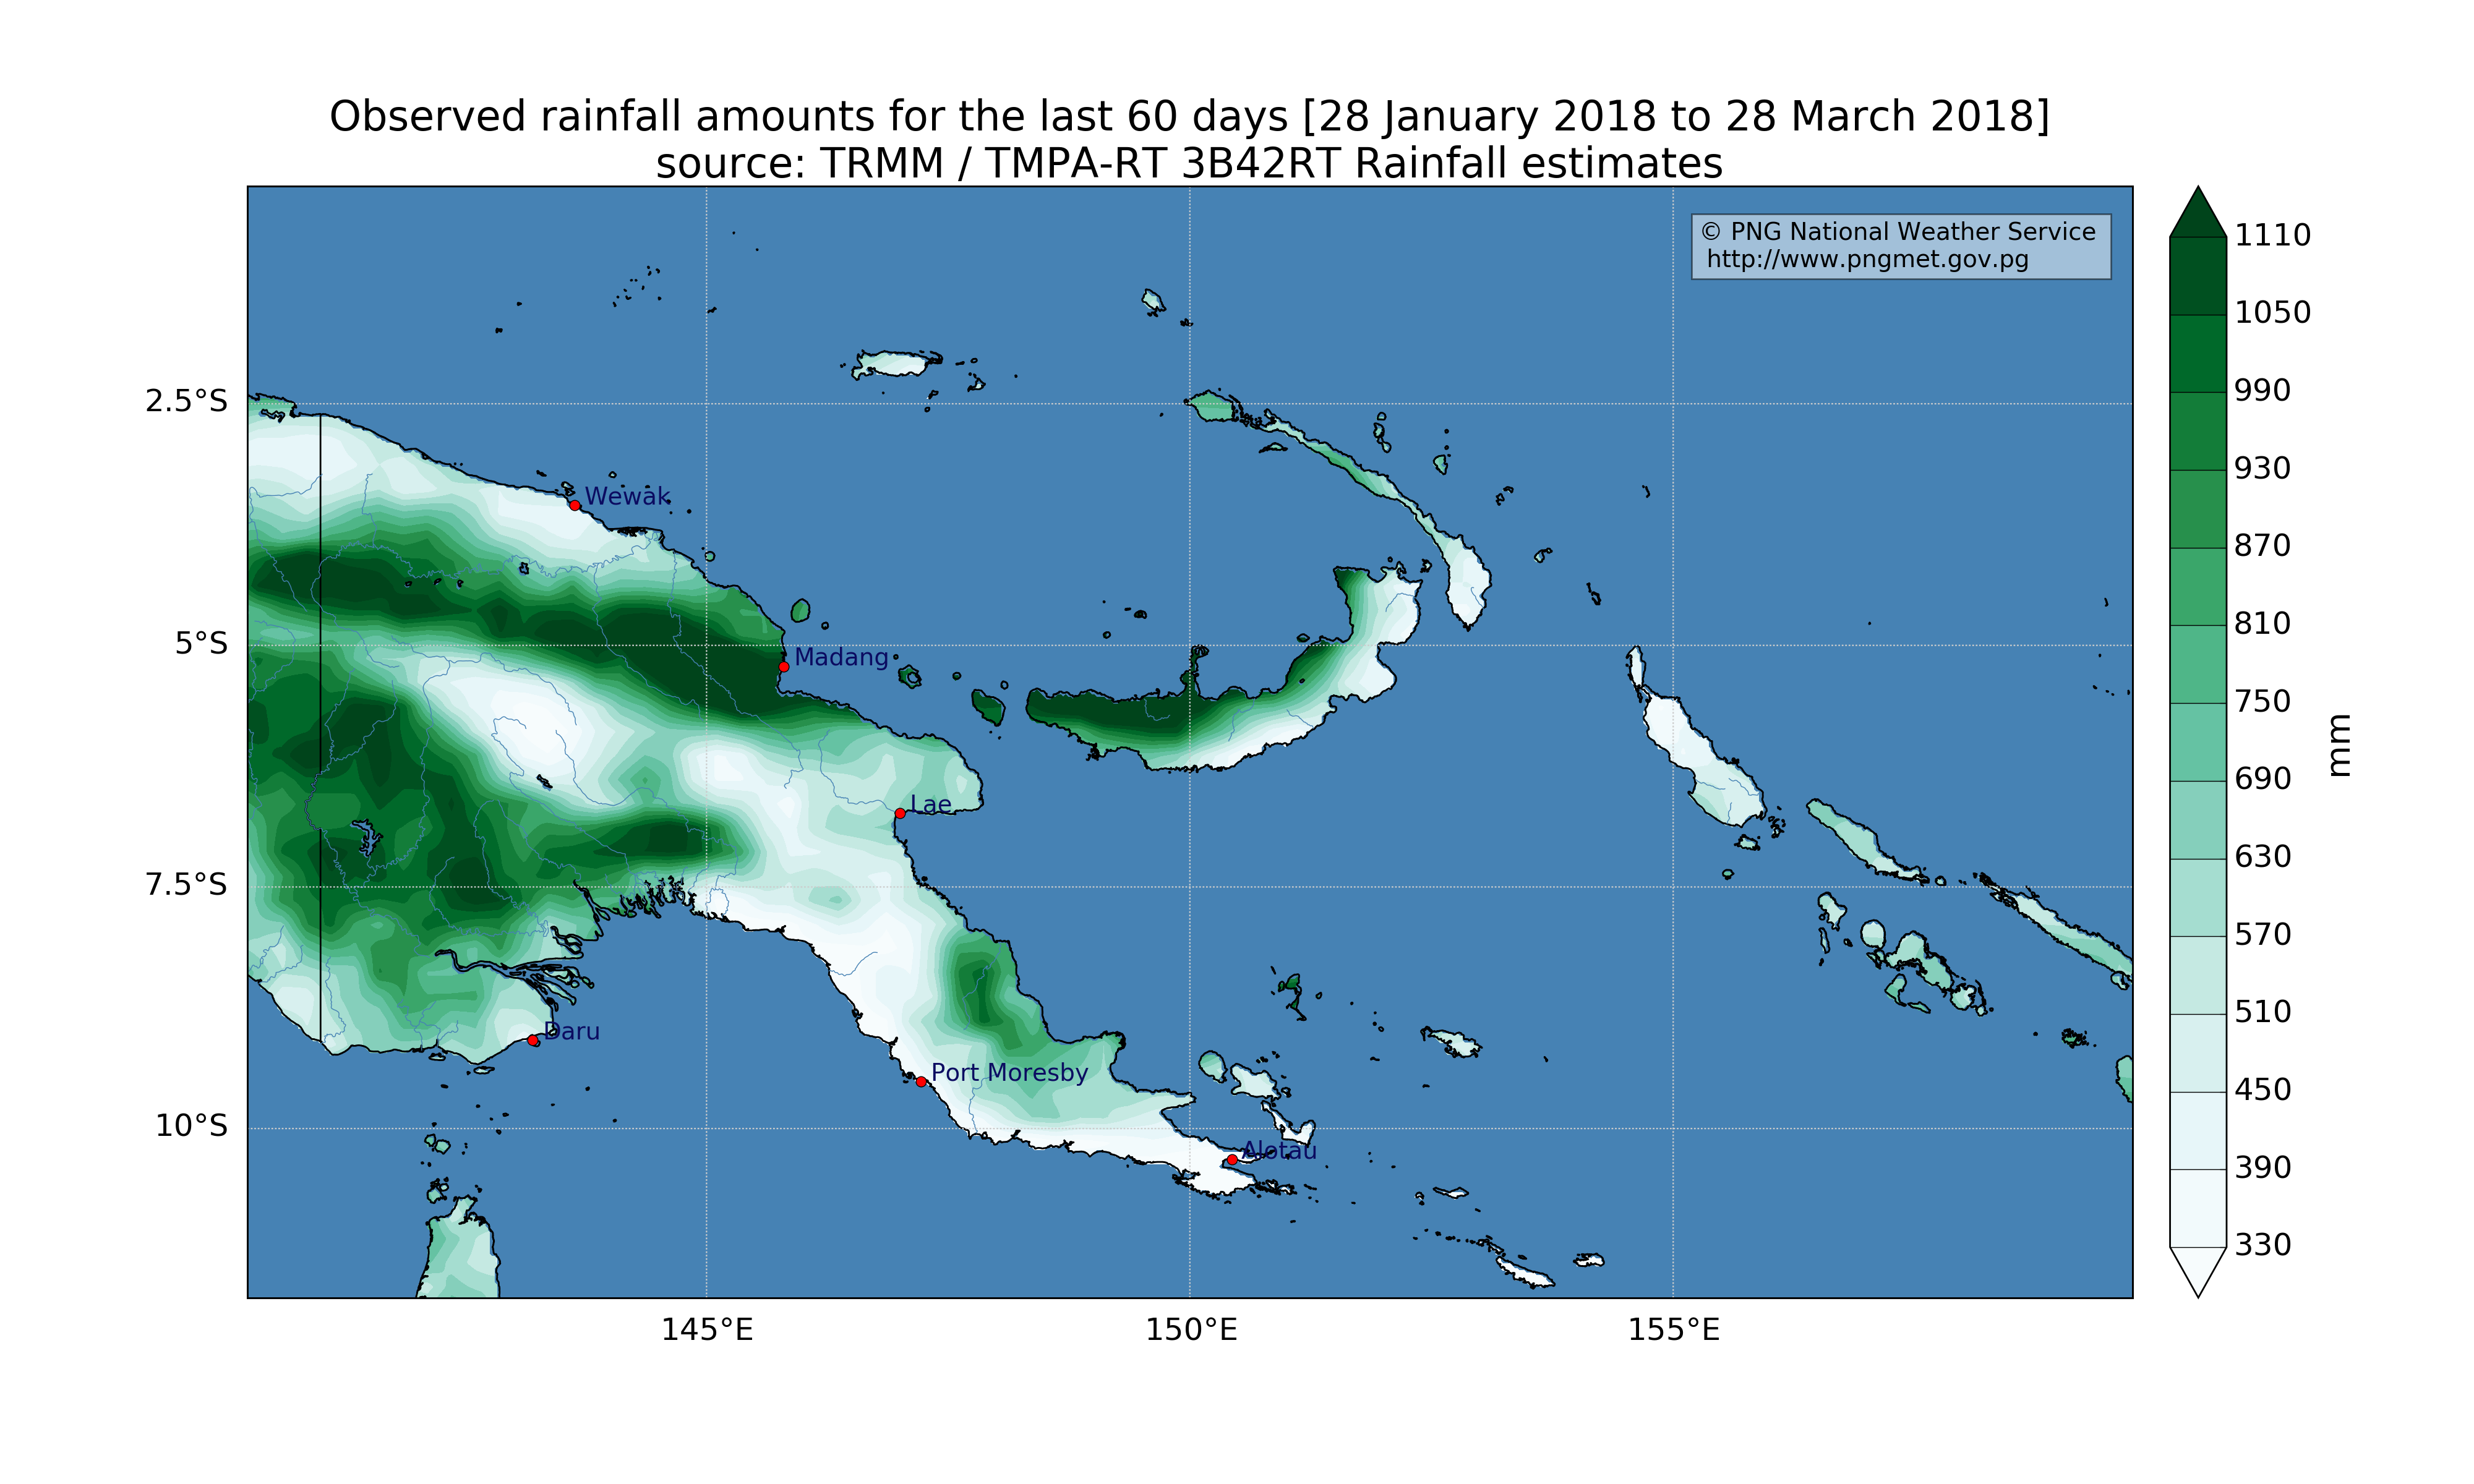 Observed rainfall amounts for the last 60 days [28 January 2018 to 28 March 2018]
source: TRMM / TMPA-RT 3B42RT Rainfall estimates
© PNG National Weather Service
http://www.pngmet.gov.pg
1110
1050
990
930
870
810
750
690
630
570
510
450
390
330
mm
2.5°S
5°S
7.5°S
10°S
Wewak
Madang
Lae
Daru
Port Moresby
Alotau
145°E
150°E
155°E